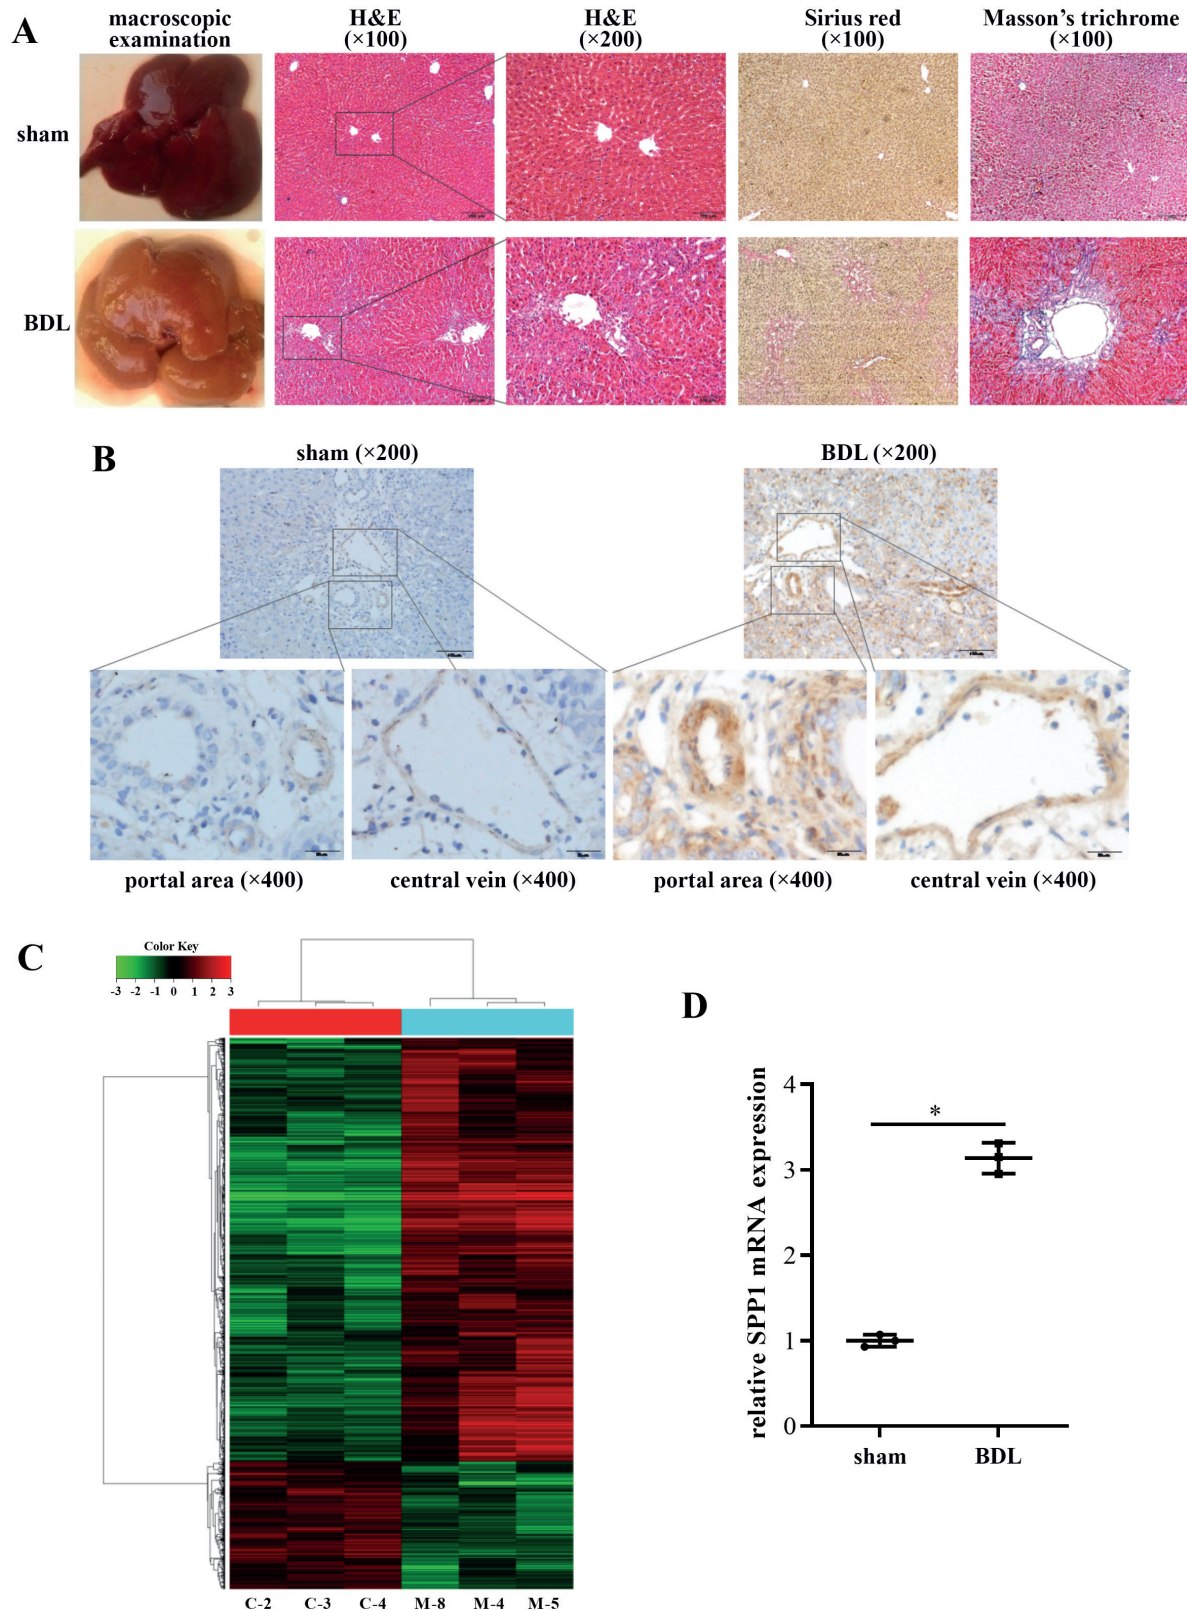 A
macroscopic
examination
H&E
(×100)
H&E
(×200)
Sirius red
(×100)
Masson's trichrome
(×100)
sham
BDL
B
sham (×200)
BDL (×200)
portal area (×400)
central vein (×400)
portal area (×400)
central vein (×400)
C
Color Key
-3 -2 -1 0 1 2 3
C-2 C-3 C-4 M-8 M-4 M-5
D
relative SPP1 mRNA expression
4
3
2
1
0
*
sham
BDL